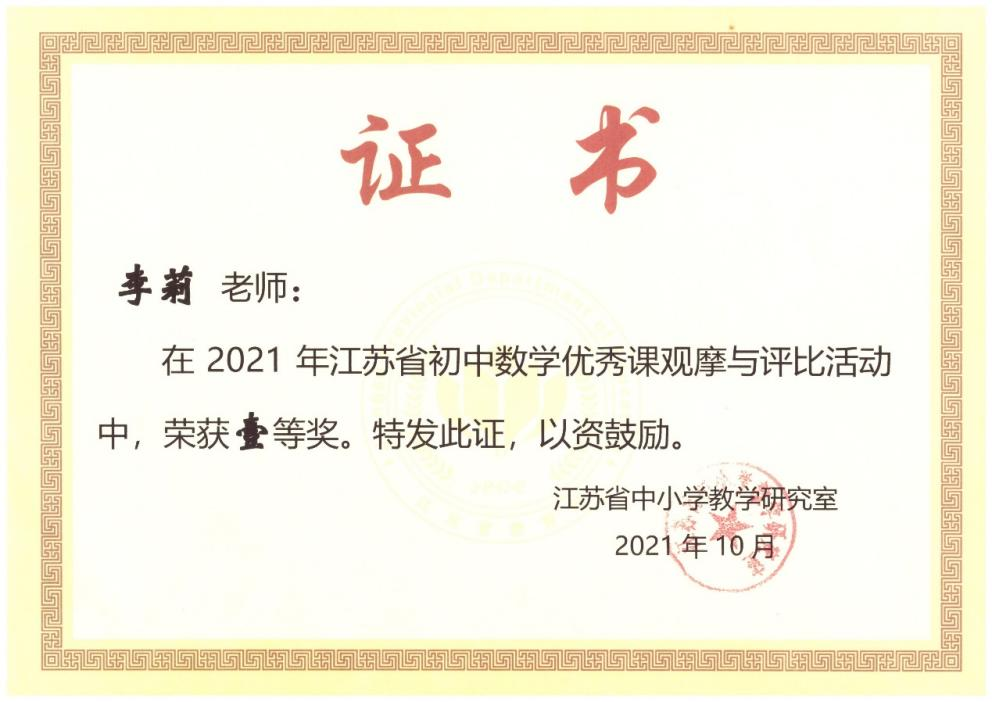 证 书
李莉 老师：
在 2021 年江苏省初中数学优秀课观摩与评比活动
中，荣获壹等奖。特发此证，以资鼓励。
江苏省中小学教学研究室
2021 年 10 月